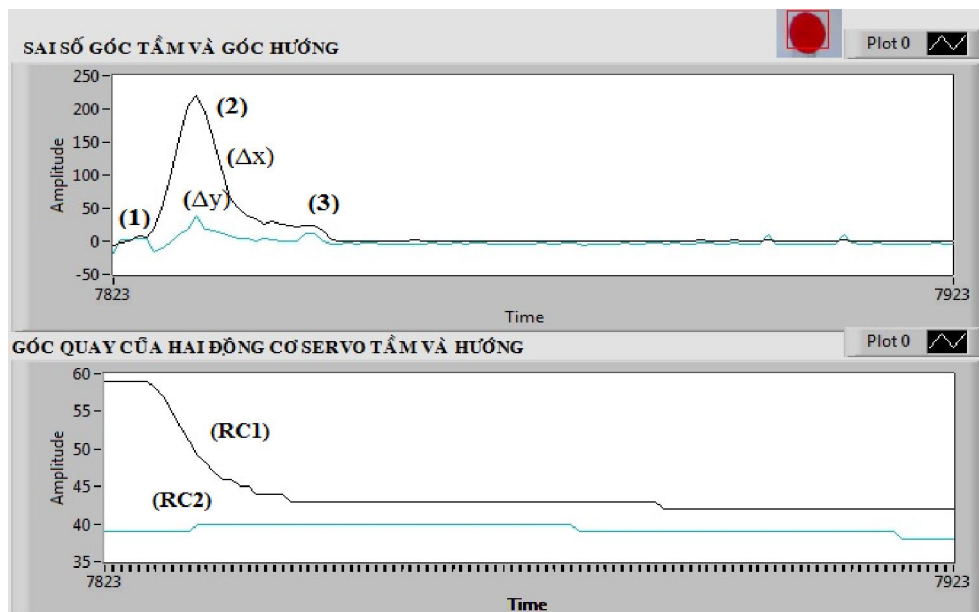 SAI SỐ GÓC TẦM VÀ GÓC HƯỚNG
Plot 0
250
200
150
100
50
0
-50
Amplitude
(1)
(2)
(Δx)
(Δy)
(3)
7823
7923
Time
GÓC QUAY CỦA HAI ĐỘNG CƠ SERVO TẦM VÀ HƯỚNG
Plot 0
60
55
50
45
40
35
Amplitude
(RC1)
(RC2)
7823
7923
Time